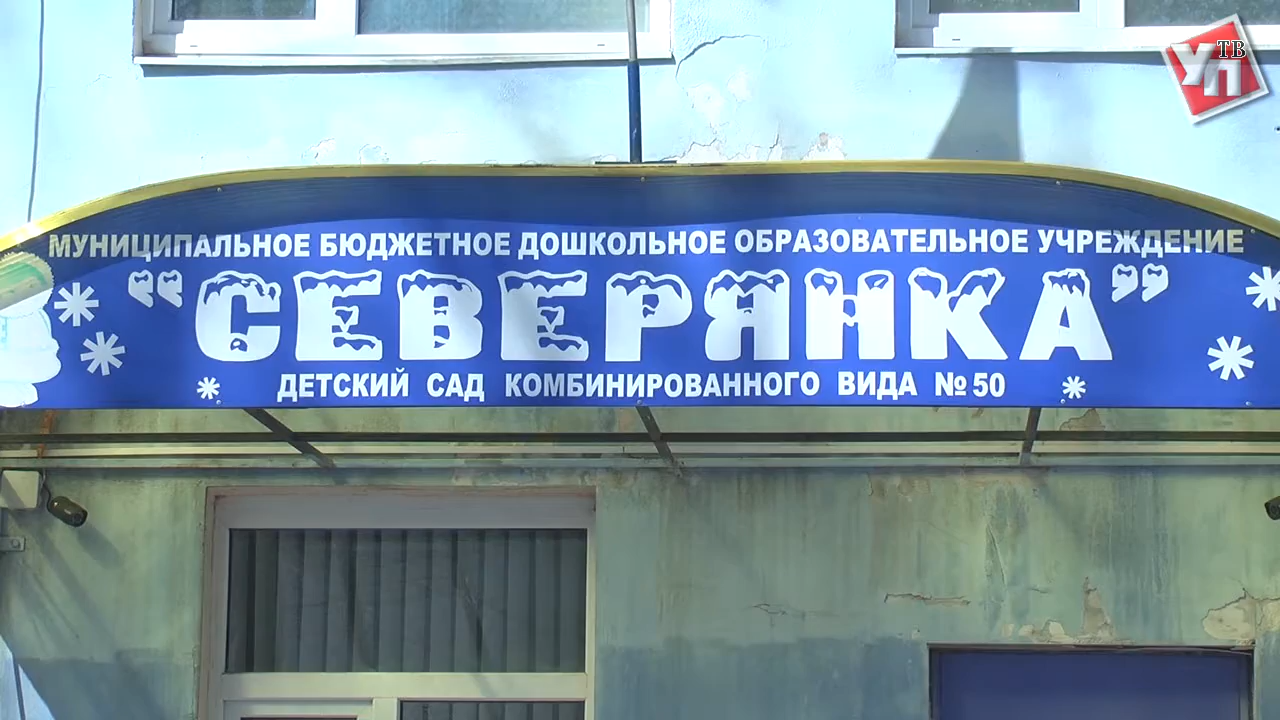 УП ТВ
МУНИЦИПАЛЬНОЕ БЮДЖЕТНОЕ ДОШКОЛЬНОЕ ОБРАЗОВАТЕЛЬНОЕ УЧРЕЖДЕНИЕ
"СЕВЕРЯНКА"
ДЕТСКИЙ САД КОМБИНИРОВАННОГО ВИДА №50